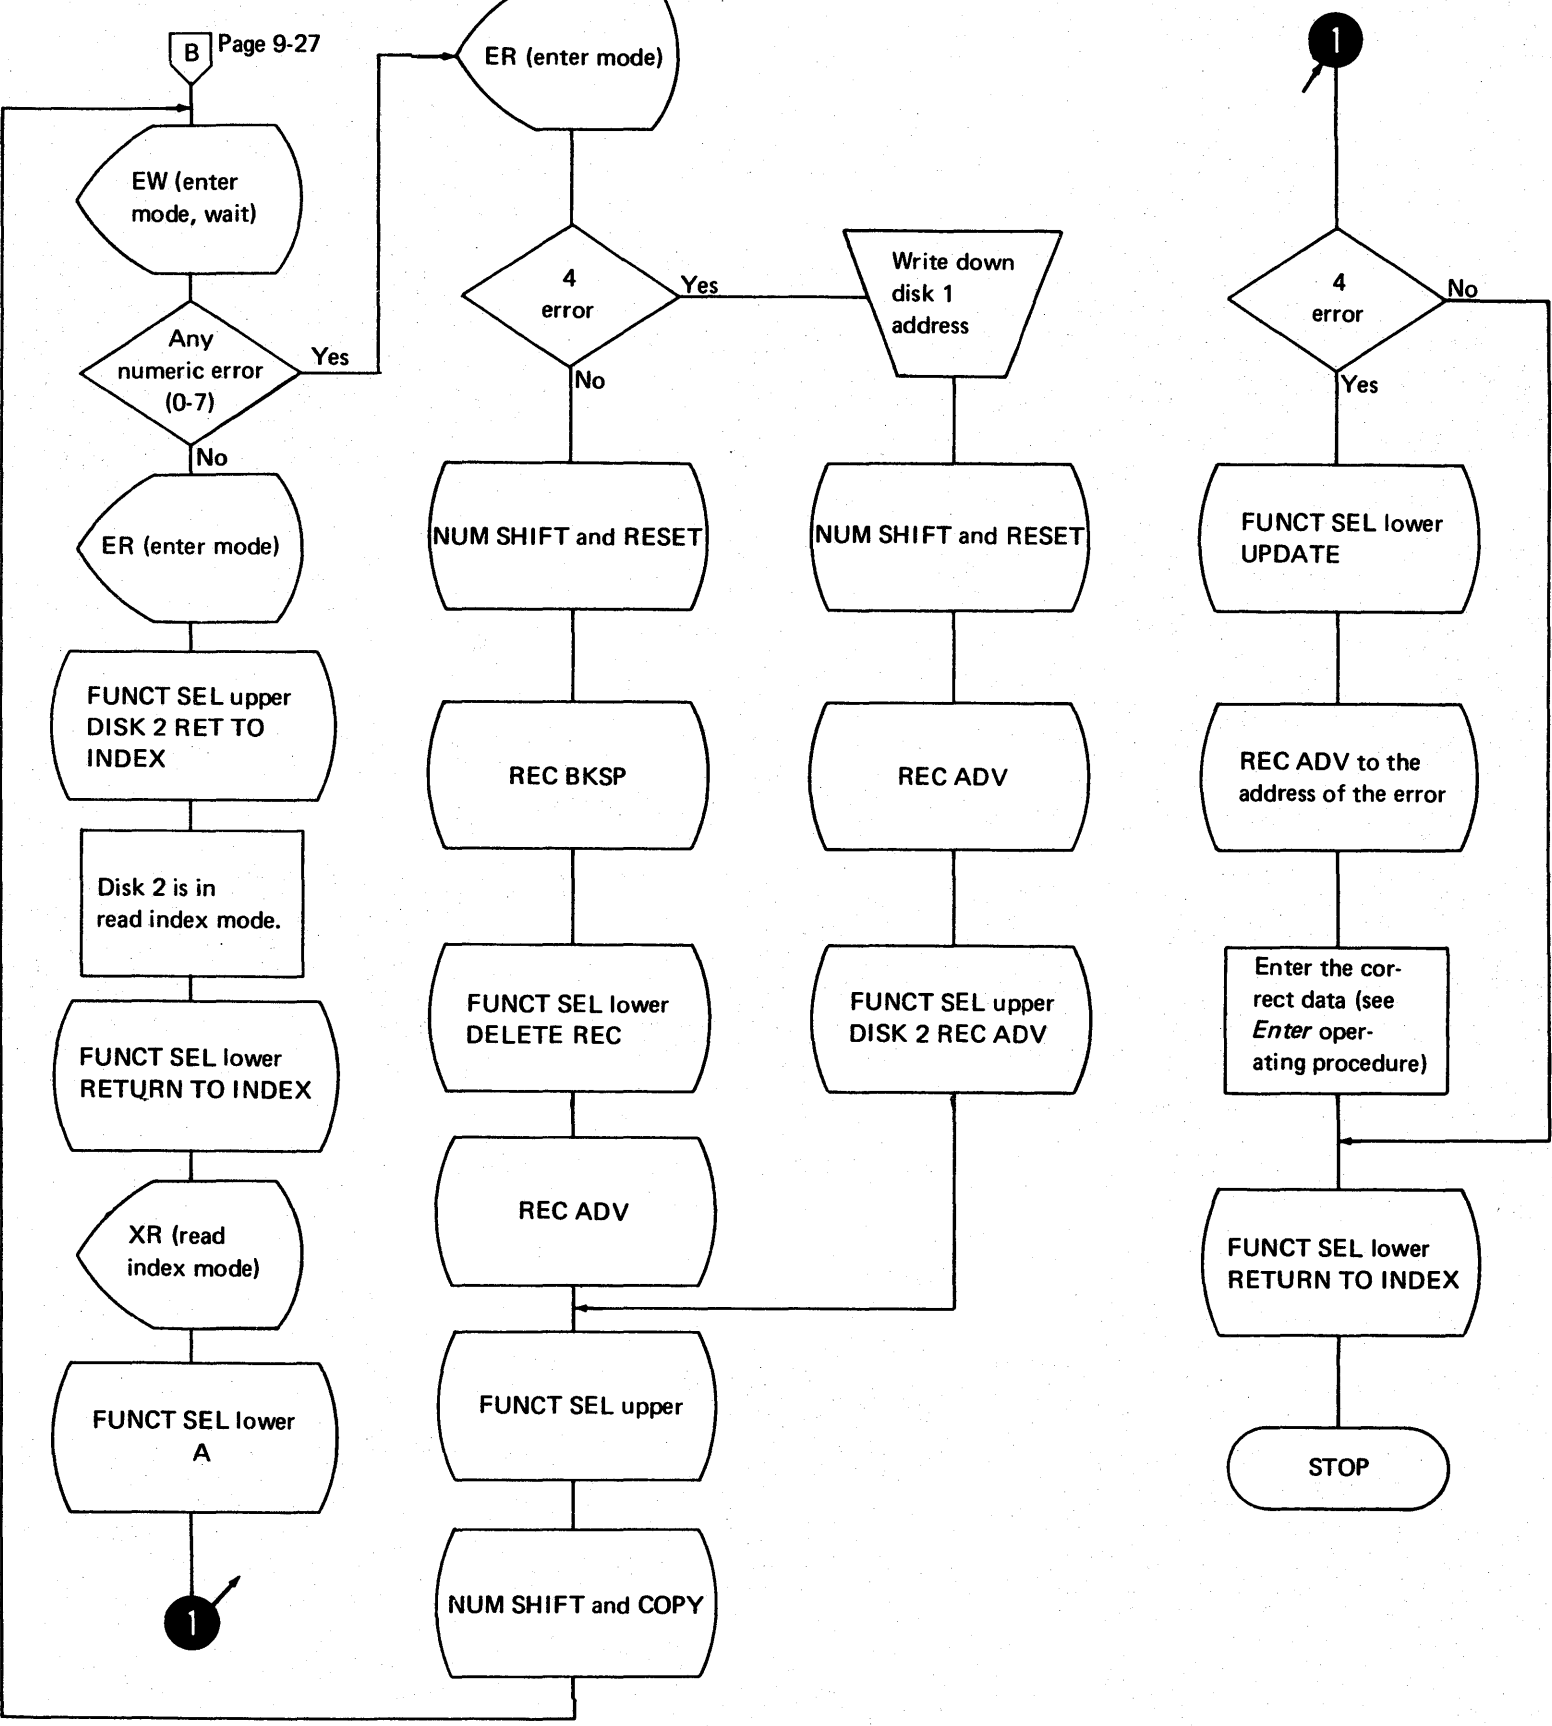 B
Page 9-27
EW (enter
mode, wait)
Any
numeric error
(0-7)
Yes
No
ER (enter mode)
FUNCT SEL upper
DISK 2 RET TO
INDEX
Disk 2 is in
read index mode.
FUNCT SEL lower
RETURN TO INDEX
XR (read
index mode)
FUNCT SEL lower
A
1
ER (enter mode)
4
error
Yes
No
NUM SHIFT and RESET
REC BKSP
FUNCT SEL lower
DELETE REC
REC ADV
FUNCT SEL upper
NUM SHIFT and COPY
Write down
disk 1
address
NUM SHIFT and RESET
REC ADV
FUNCT SEL upper
DISK 2 REC ADV
1
4
error
No
Yes
FUNCT SEL lower
UPDATE
REC ADV to the
address of the error
Enter the cor-
rect data (see
Enter oper-
ating procedure)
FUNCT SEL lower
RETURN TO INDEX
STOP